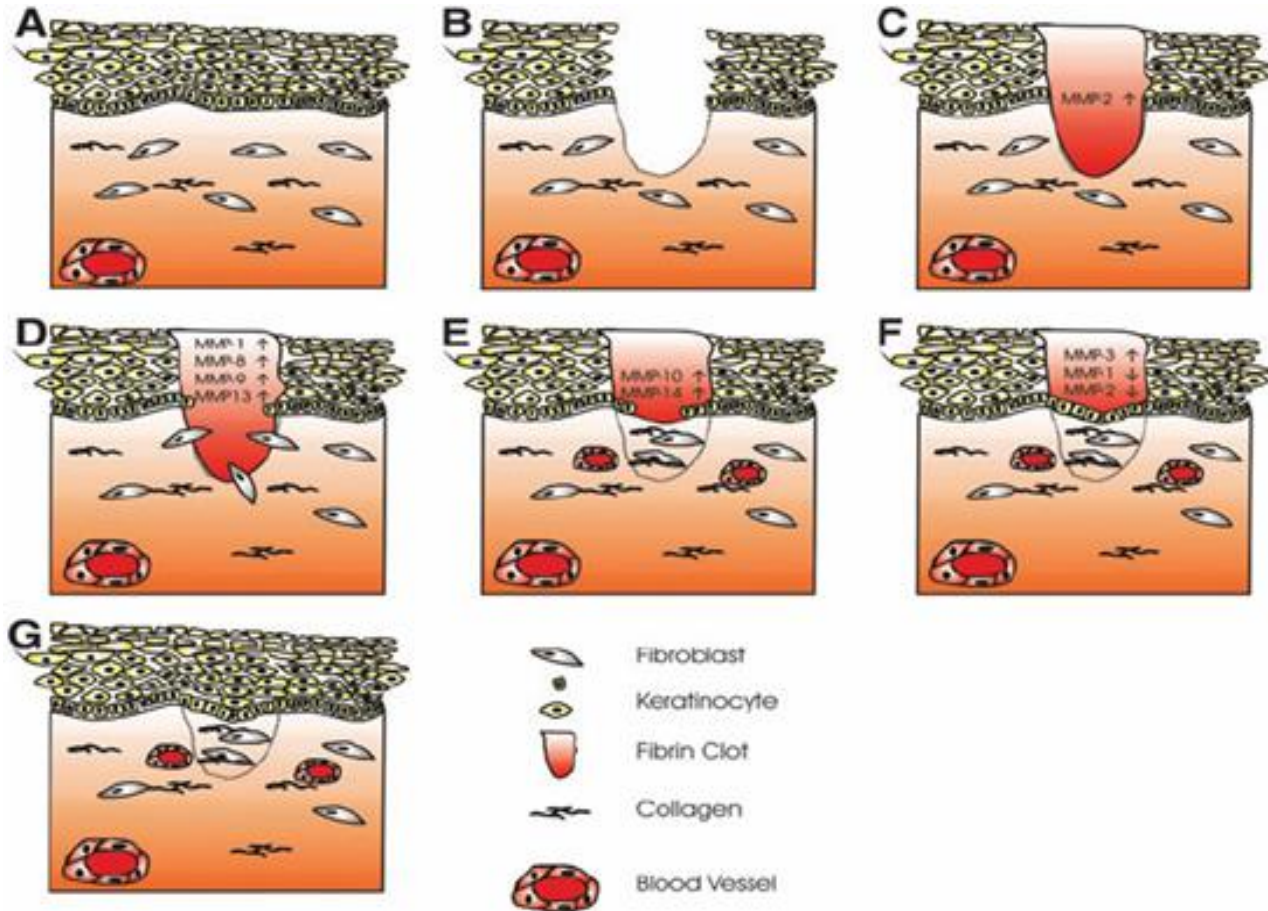 A
B
C
MMP-2 ↑
D
MMP-1 ↑
MMP-8 ↑
MMP-9 ↑
MMP13 ↑
E
MMP-10 ↑
MMP-14 ↑
F
MMP-3 ↑
MMP-1 ↓
MMP-2 ↓
G
Fibroblast
Keratinocyte
Fibrin Clot
Collagen
Blood Vessel